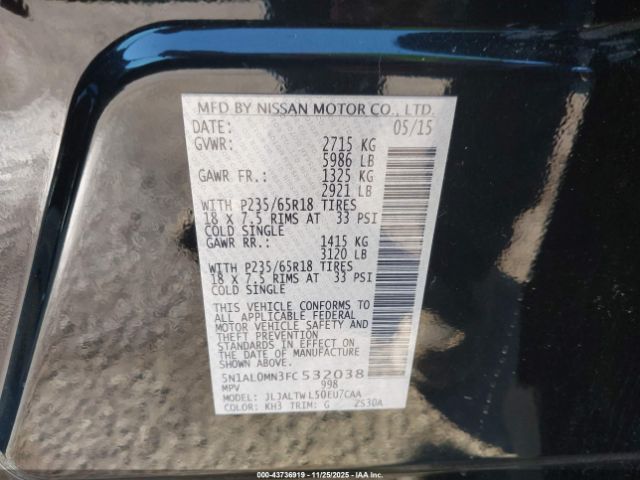 MFD BY NISSAN MOTOR CO., LTD.
DATE: 05/15
GVWR: 2715 KG
5986 LB
GAWR FR.: 1325 KG
2921 LB
WITH P235/65R18 TIRES
18 X 7.5 RIMS AT 33 PSI
COLD SINGLE
GAWR RR.: 1415 KG
3120 LB
WITH P235/65R18 TIRES
18 X 7.5 RIMS AT 33 PSI
COLD SINGLE
THIS VEHICLE CONFORMS TO
ALL APPLICABLE FEDERAL
MOTOR VEHICLE SAFETY AND
THEFT PREVENTION
STANDARDS IN EFFECT ON
THE DATE OF MANUFACTURE
SHOWN ABOVE.
5N1AL0MN3FC532038
MPV 998
MODEL: JLJALTWL50EU7CAA
COLOR: KH3 TRIM: G ZS30A
000-43736919 | 11/25/2025 | Copart IAA, Inc.